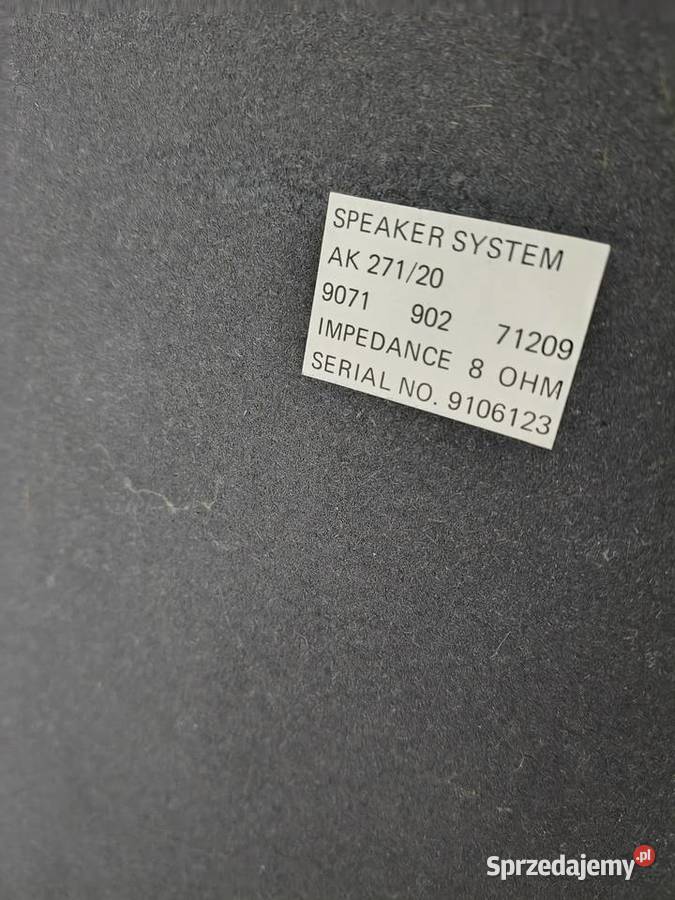 SPEAKER SYSTEM
AK 271/20
9071 902 71209
IMPEDANCE 8 OHM
SERIAL NO. 9106123
Sprzedajemy.pl